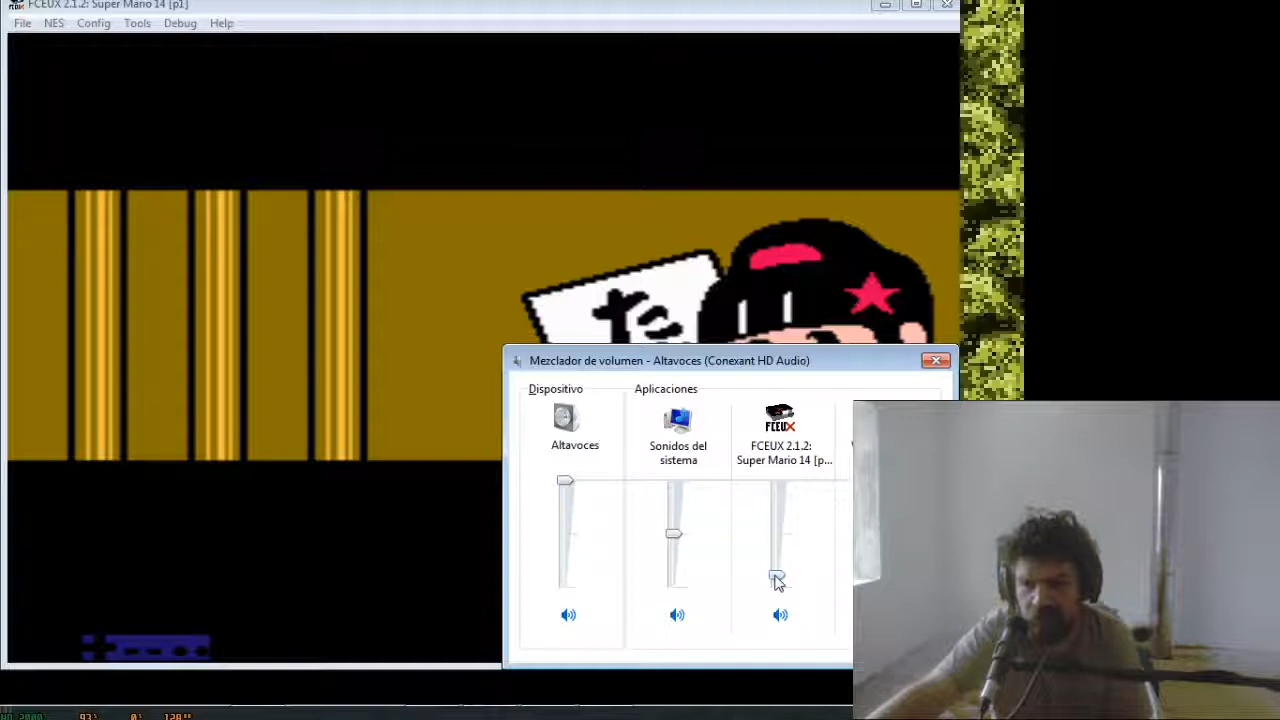 FCEUX 2.1.2: Super Mario 14 [p1]
File NES Config Tools Debug Help
た
Mezclador de volumen - Altavoces (Conexant HD Audio)
Dispositivo
Aplicaciones
FCEUX
Altavoces
Sonidos del
sistema
FCEUX 2.1.2:
Super Mario 14 [p...